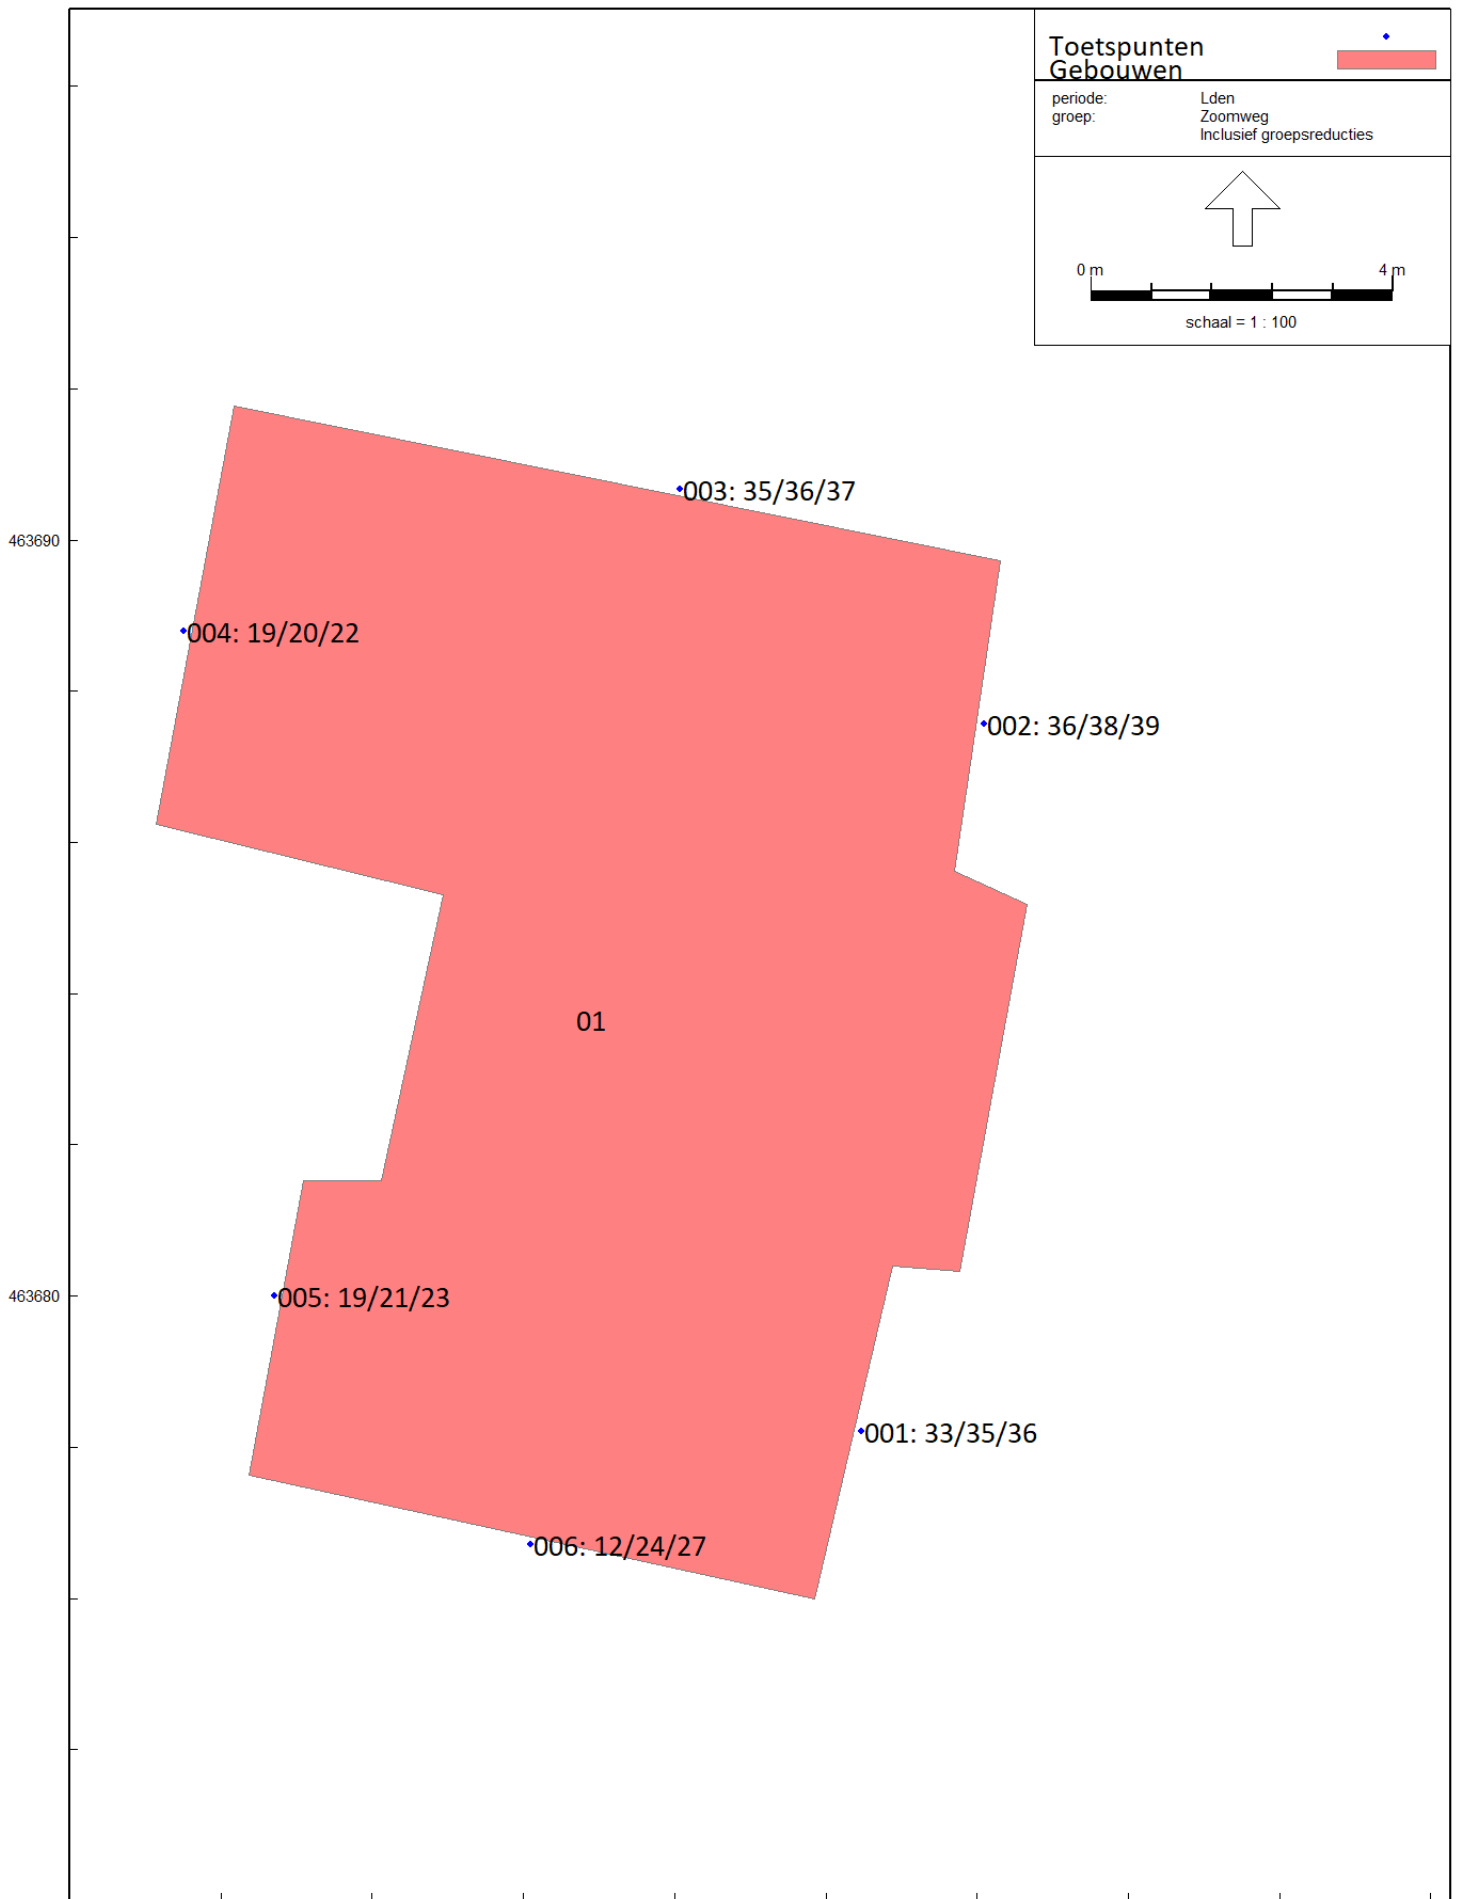 Toetspunten
Gebouwen
periode: Lden
groep: Zoomweg
Inclusief groepsreducties
0 m 4 m
schaal = 1 : 100
003: 35/36/37
463690
004: 19/20/22
002: 36/38/39
01
463680
005: 19/21/23
001: 33/35/36
006: 12/24/27